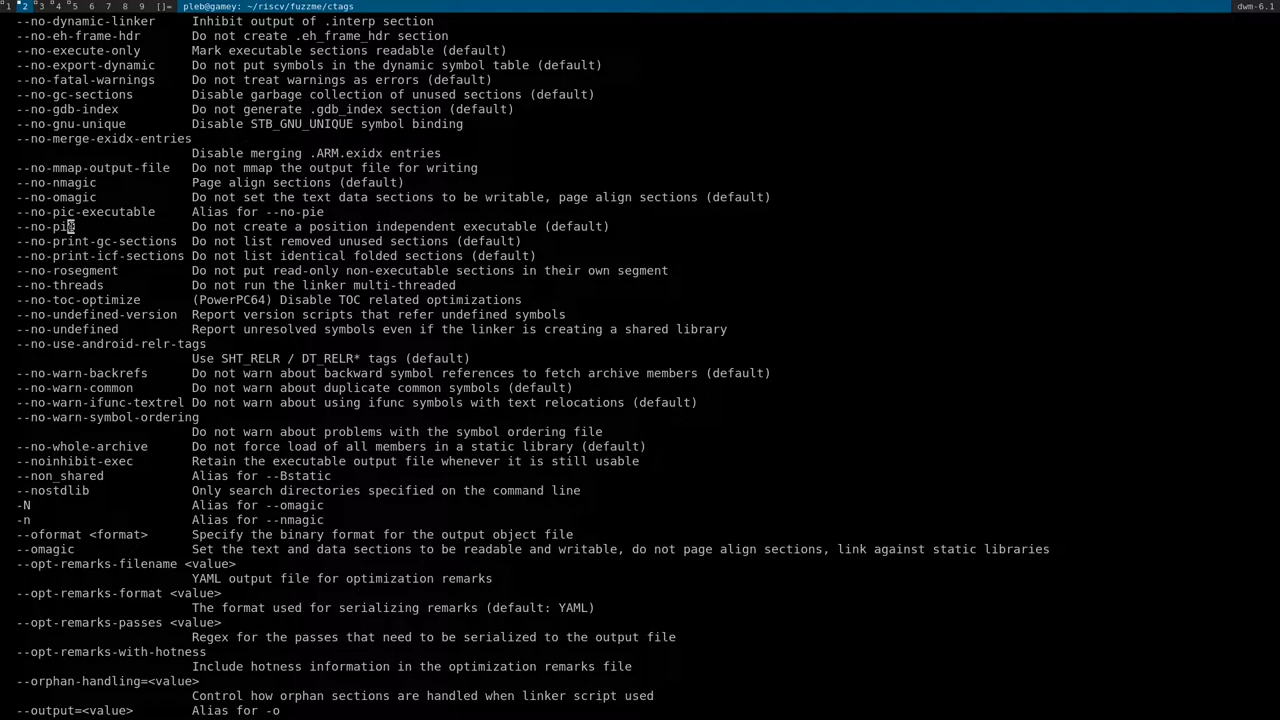 1 2 3 4 5 6 7 8 9 []= pleb@gamey: ~/riscv/fuzzme/ctags dwm-6.1
--no-dynamic-linker Inhibit output of .interp section
--no-eh-frame-hdr Do not create .eh_frame_hdr section
--no-execute-only Mark executable sections readable (default)
--no-export-dynamic Do not put symbols in the dynamic symbol table (default)
--no-fatal-warnings Do not treat warnings as errors (default)
--no-gc-sections Disable garbage collection of unused sections (default)
--no-gdb-index Do not generate .gdb_index section (default)
--no-gnu-unique Disable STB_GNU_UNIQUE symbol binding
--no-merge-exidx-entries
Disable merging .ARM.exidx entries
--no-mmap-output-file Do not mmap the output file for writing
--no-nmagic Page align sections (default)
--no-omagic Do not set the text data sections to be writable, page align sections (default)
--no-pic-executable Alias for --no-pie
--no-pie Do not create a position independent executable (default)
--no-print-gc-sections Do not list removed unused sections (default)
--no-print-icf-sections Do not list identical folded sections (default)
--no-rosegment Do not put read-only non-executable sections in their own segment
--no-threads Do not run the linker multi-threaded
--no-toc-optimize (PowerPC64) Disable TOC related optimizations
--no-undefined-version Report version scripts that refer undefined symbols
--no-undefined Report unresolved symbols even if the linker is creating a shared library
--no-use-android-relr-tags
Use SHT_RELR / DT_RELR* tags (default)
--no-warn-backrefs Do not warn about backward symbol references to fetch archive members (default)
--no-warn-common Do not warn about duplicate common symbols (default)
--no-warn-ifunc-textrel Do not warn about using ifunc symbols with text relocations (default)
--no-warn-symbol-ordering
Do not warn about problems with the symbol ordering file
--no-whole-archive Do not force load of all members in a static library (default)
--noinhibit-exec Retain the executable output file whenever it is still usable
--non_shared Alias for --Bstatic
--nostdlib Only search directories specified on the command line
-N Alias for --omagic
-n Alias for --nmagic
--oformat <format> Specify the binary format for the output object file
--omagic Set the text and data sections to be readable and writable, do not page align sections, link against static libraries
--opt-remarks-filename <value>
YAML output file for optimization remarks
--opt-remarks-format <value>
The format used for serializing remarks (default: YAML)
--opt-remarks-passes <value>
Regex for the passes that need to be serialized to the output file
--opt-remarks-with-hotness
Include hotness information in the optimization remarks file
--orphan-handling=<value>
Control how orphan sections are handled when linker script used
--output=<value> Alias for -o